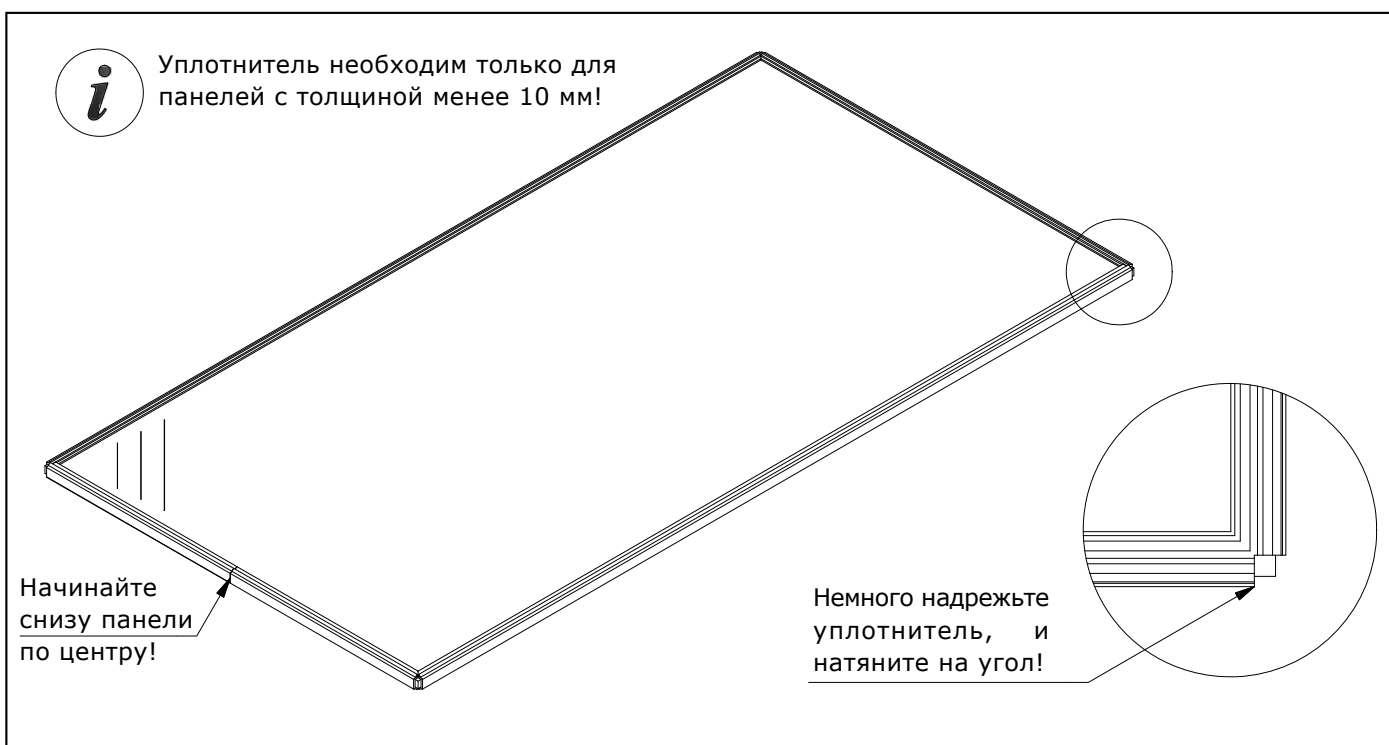 Уплотнитель необходим только для
панелей с толщиной менее 10 мм!
Начинайте
снизу панели
по центру!
Немного надрежьте
уплотнитель, и
натяните на угол!